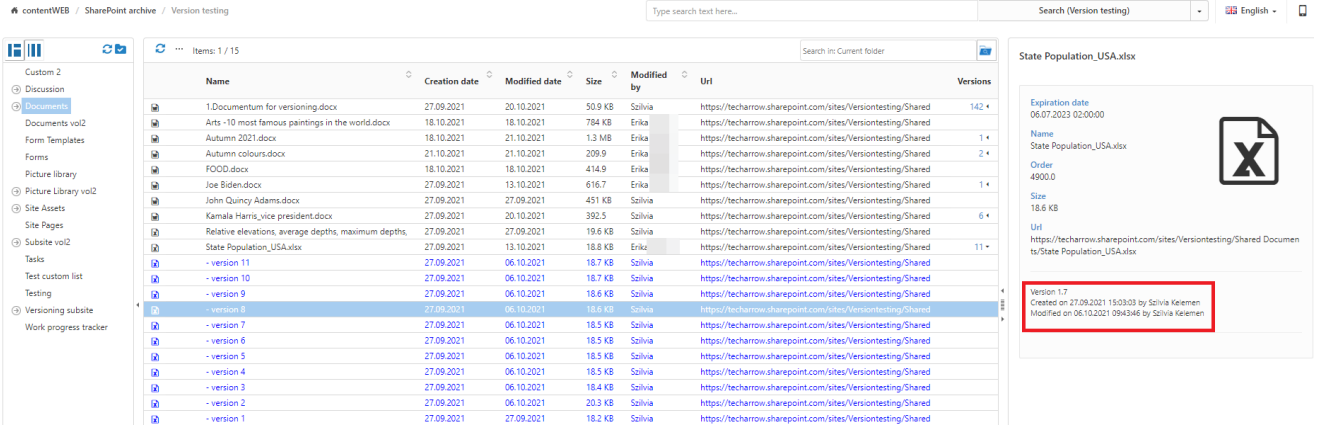 contentWEB / SharePoint archive / Version testing
Type search text here...
Search (Version testing)
English
Items: 1 / 15
Search in: Current folder
Custom 2
Discussion
Documents
Documents vol2
Form Templates
Forms
Picture library
Picture Library vol2
Site Assets
Site Pages
Subsite vol2
Tasks
Test custom list
Testing
Versioning subsite
Work progress tracker
Name Creation date Modified date Size Modified by Url Versions
1.Documentum for versioning.docx 27.09.2021 20.10.2021 50.9 KB Szilvia https://techarrow.sharepoint.com/sites/Versiontesting/Shared 142
Arts -10 most famous paintings in the world.docx 18.10.2021 18.10.2021 784 KB Erika https://techarrow.sharepoint.com/sites/Versiontesting/Shared
Autumn 2021.docx 18.10.2021 21.10.2021 1.3 MB Erika https://techarrow.sharepoint.com/sites/Versiontesting/Shared 1
Autumn colours.docx 21.10.2021 21.10.2021 209.9 Erika https://techarrow.sharepoint.com/sites/Versiontesting/Shared 2
FOOD.docx 18.10.2021 18.10.2021 414.9 Erika https://techarrow.sharepoint.com/sites/Versiontesting/Shared
Joe Biden.docx 27.09.2021 13.10.2021 616.7 Erika https://techarrow.sharepoint.com/sites/Versiontesting/Shared 1
John Quincy Adams.docx 27.09.2021 27.09.2021 451 KB Szilvia https://techarrow.sharepoint.com/sites/Versiontesting/Shared
Kamala Harris_vice president.docx 27.09.2021 20.10.2021 392.5 Szilvia https://techarrow.sharepoint.com/sites/Versiontesting/Shared 6
Relative elevations, average depths, maximum depths, 27.09.2021 27.09.2021 19.6 KB Szilvia https://techarrow.sharepoint.com/sites/Versiontesting/Shared
State Population_USA.xlsx 27.09.2021 13.10.2021 18.8 KB Erika https://techarrow.sharepoint.com/sites/Versiontesting/Shared 11
- version 11 27.09.2021 06.10.2021 18.7 KB Szilvia https://techarrow.sharepoint.com/sites/Versiontesting/Shared
- version 10 27.09.2021 06.10.2021 18.7 KB Szilvia https://techarrow.sharepoint.com/sites/Versiontesting/Shared
- version 9 27.09.2021 06.10.2021 18.6 KB Szilvia https://techarrow.sharepoint.com/sites/Versiontesting/Shared
- version 8 27.09.2021 06.10.2021 18.6 KB Szilvia https://techarrow.sharepoint.com/sites/Versiontesting/Shared
- version 7 27.09.2021 06.10.2021 18.5 KB Szilvia https://techarrow.sharepoint.com/sites/Versiontesting/Shared
- version 6 27.09.2021 06.10.2021 18.5 KB Szilvia https://techarrow.sharepoint.com/sites/Versiontesting/Shared
- version 5 27.09.2021 06.10.2021 18.5 KB Szilvia https://techarrow.sharepoint.com/sites/Versiontesting/Shared
- version 4 27.09.2021 06.10.2021 18.5 KB Szilvia https://techarrow.sharepoint.com/sites/Versiontesting/Shared
- version 3 27.09.2021 06.10.2021 18.4 KB Szilvia https://techarrow.sharepoint.com/sites/Versiontesting/Shared
- version 2 27.09.2021 06.10.2021 20.3 KB Szilvia https://techarrow.sharepoint.com/sites/Versiontesting/Shared
- version 1 27.09.2021 27.09.2021 18.2 KB Szilvia https://techarrow.sharepoint.com/sites/Versiontesting/Shared
State Population_USA.xlsx
Expiration date
06.07.2023 02:00:00
Name
State Population_USA.xlsx
Order
4900.0
Size
18.6 KB
Url
https://techarrow.sharepoint.com/sites/Versiontesting/Shared Documen
ts/State Population_USA.xlsx
Version 1.7
Created on 27.09.2021 15:03:03 by Szilvia Kelemen
Modified on 06.10.2021 09:43:46 by Szilvia Kelemen